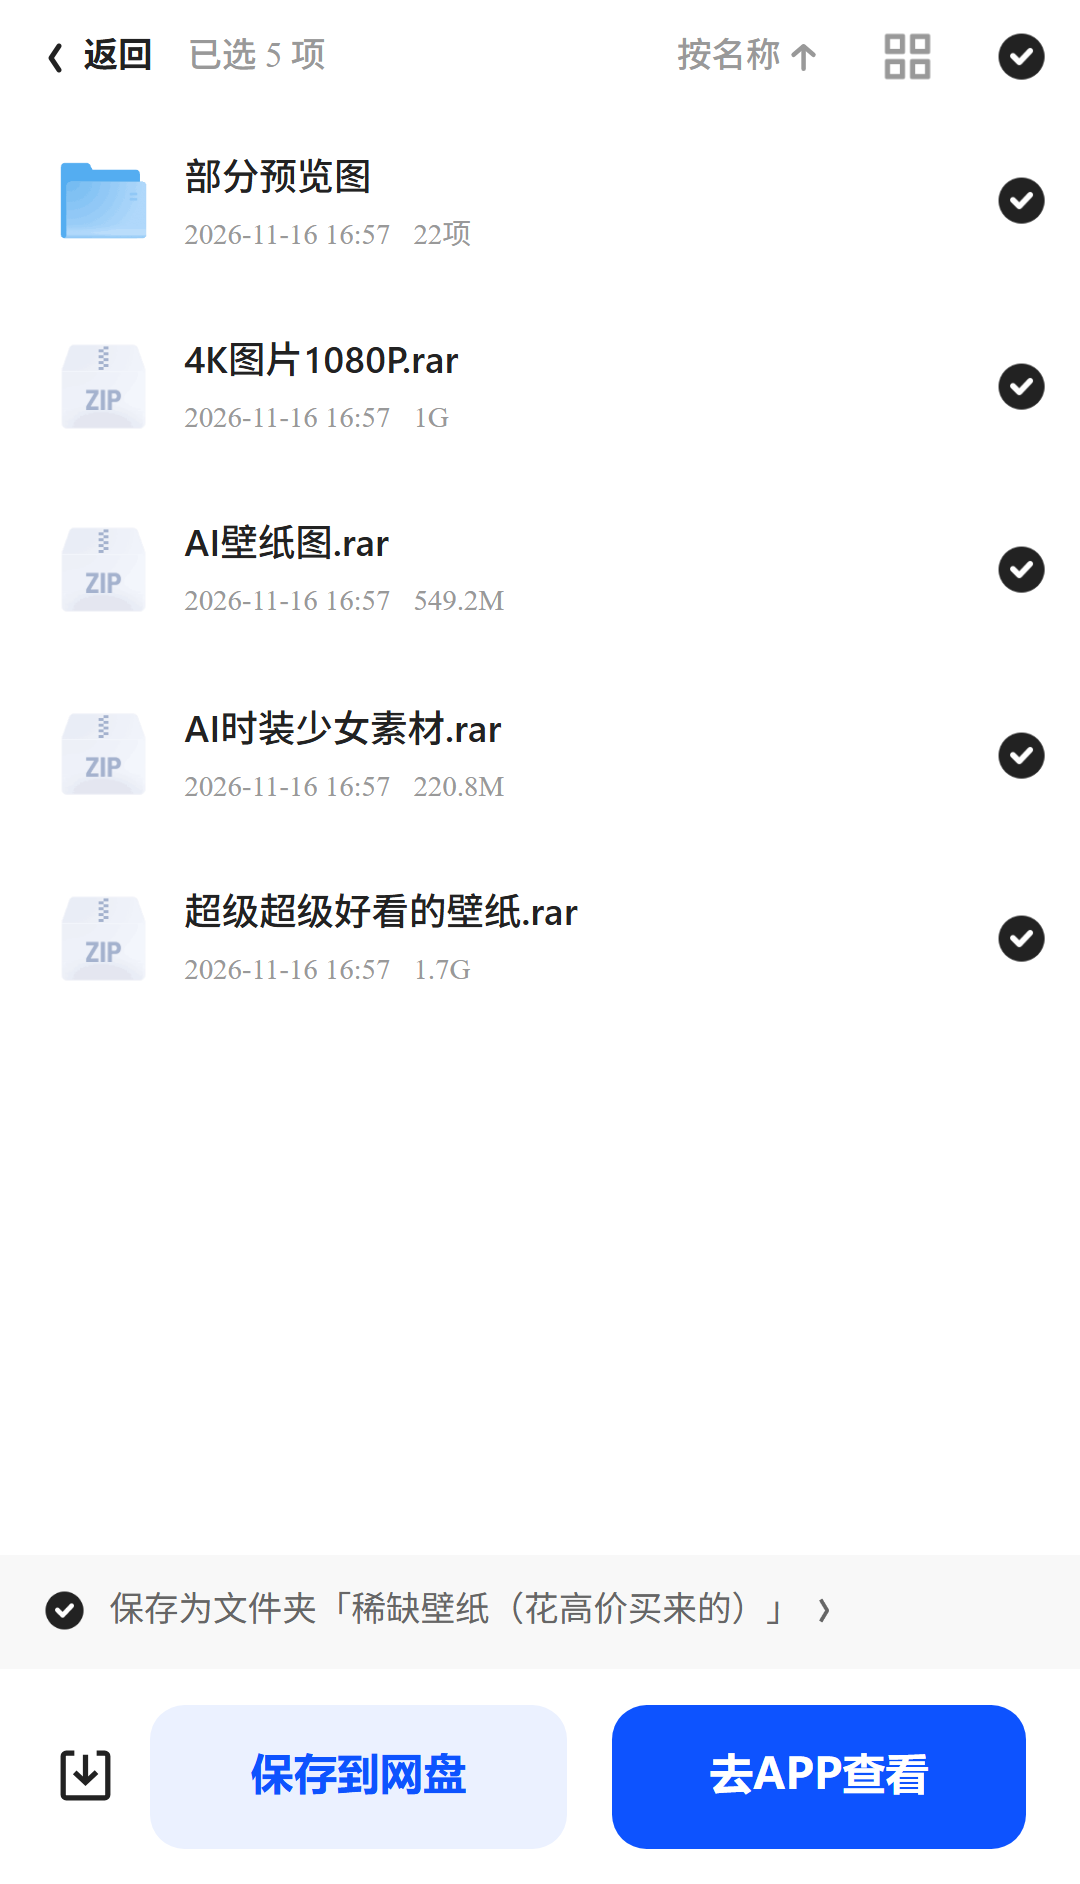 返回 已选 5 项 按名称
部分预览图
2026-11-16 16:57 22项
4K图片1080P.rar
ZIP
2026-11-16 16:57 1G
AI壁纸图.rar
ZIP
2026-11-16 16:57 549.2M
AI时装少女素材.rar
ZIP
2026-11-16 16:57 220.8M
超级超级好看的壁纸.rar
ZIP
2026-11-16 16:57 1.7G
保存为文件夹「稀缺壁纸（花高价买来的）」
保存到网盘 去APP查看